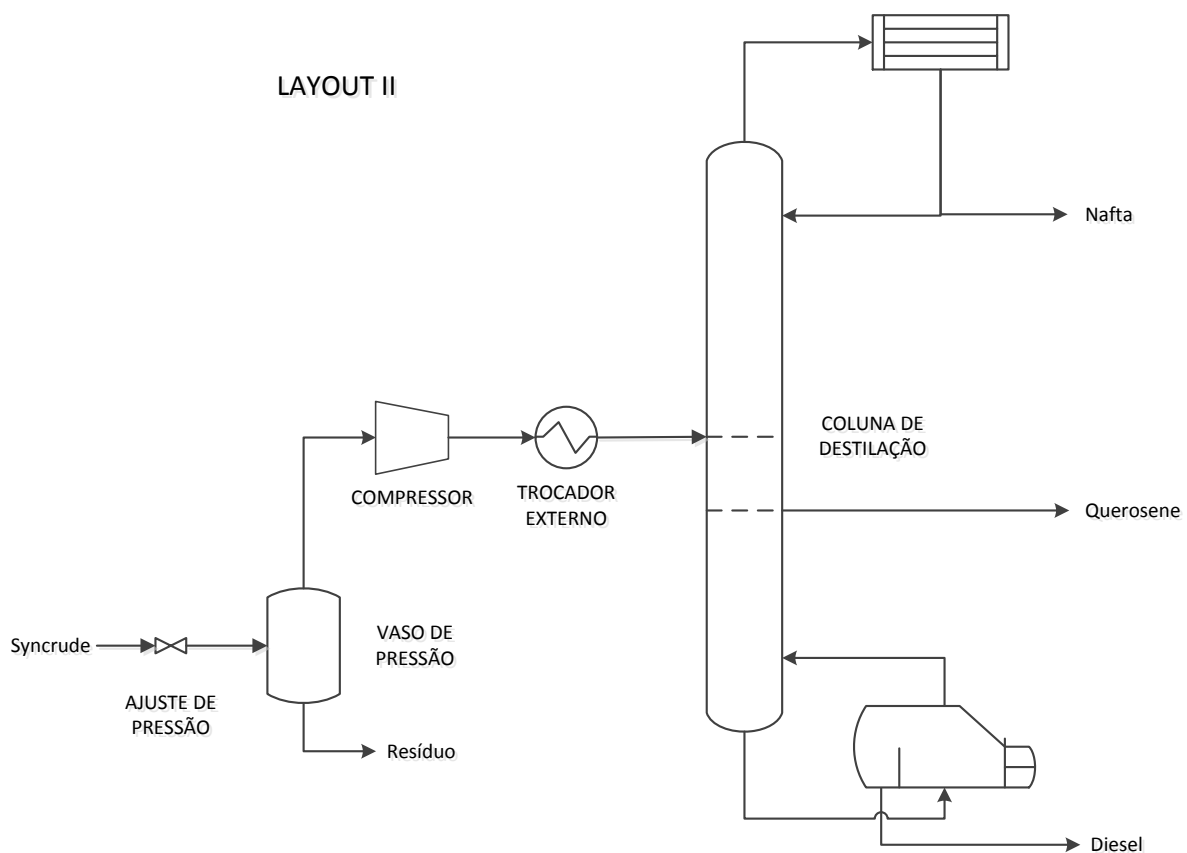 LAYOUT II
Nafta
COLUNA DE
DESTILAÇÃO
COMPRESSOR
TROCADOR
EXTERNO
Querosene
Syncrude
VASO DE
PRESSÃO
AJUSTE DE
PRESSÃO
Resíduo
Diesel